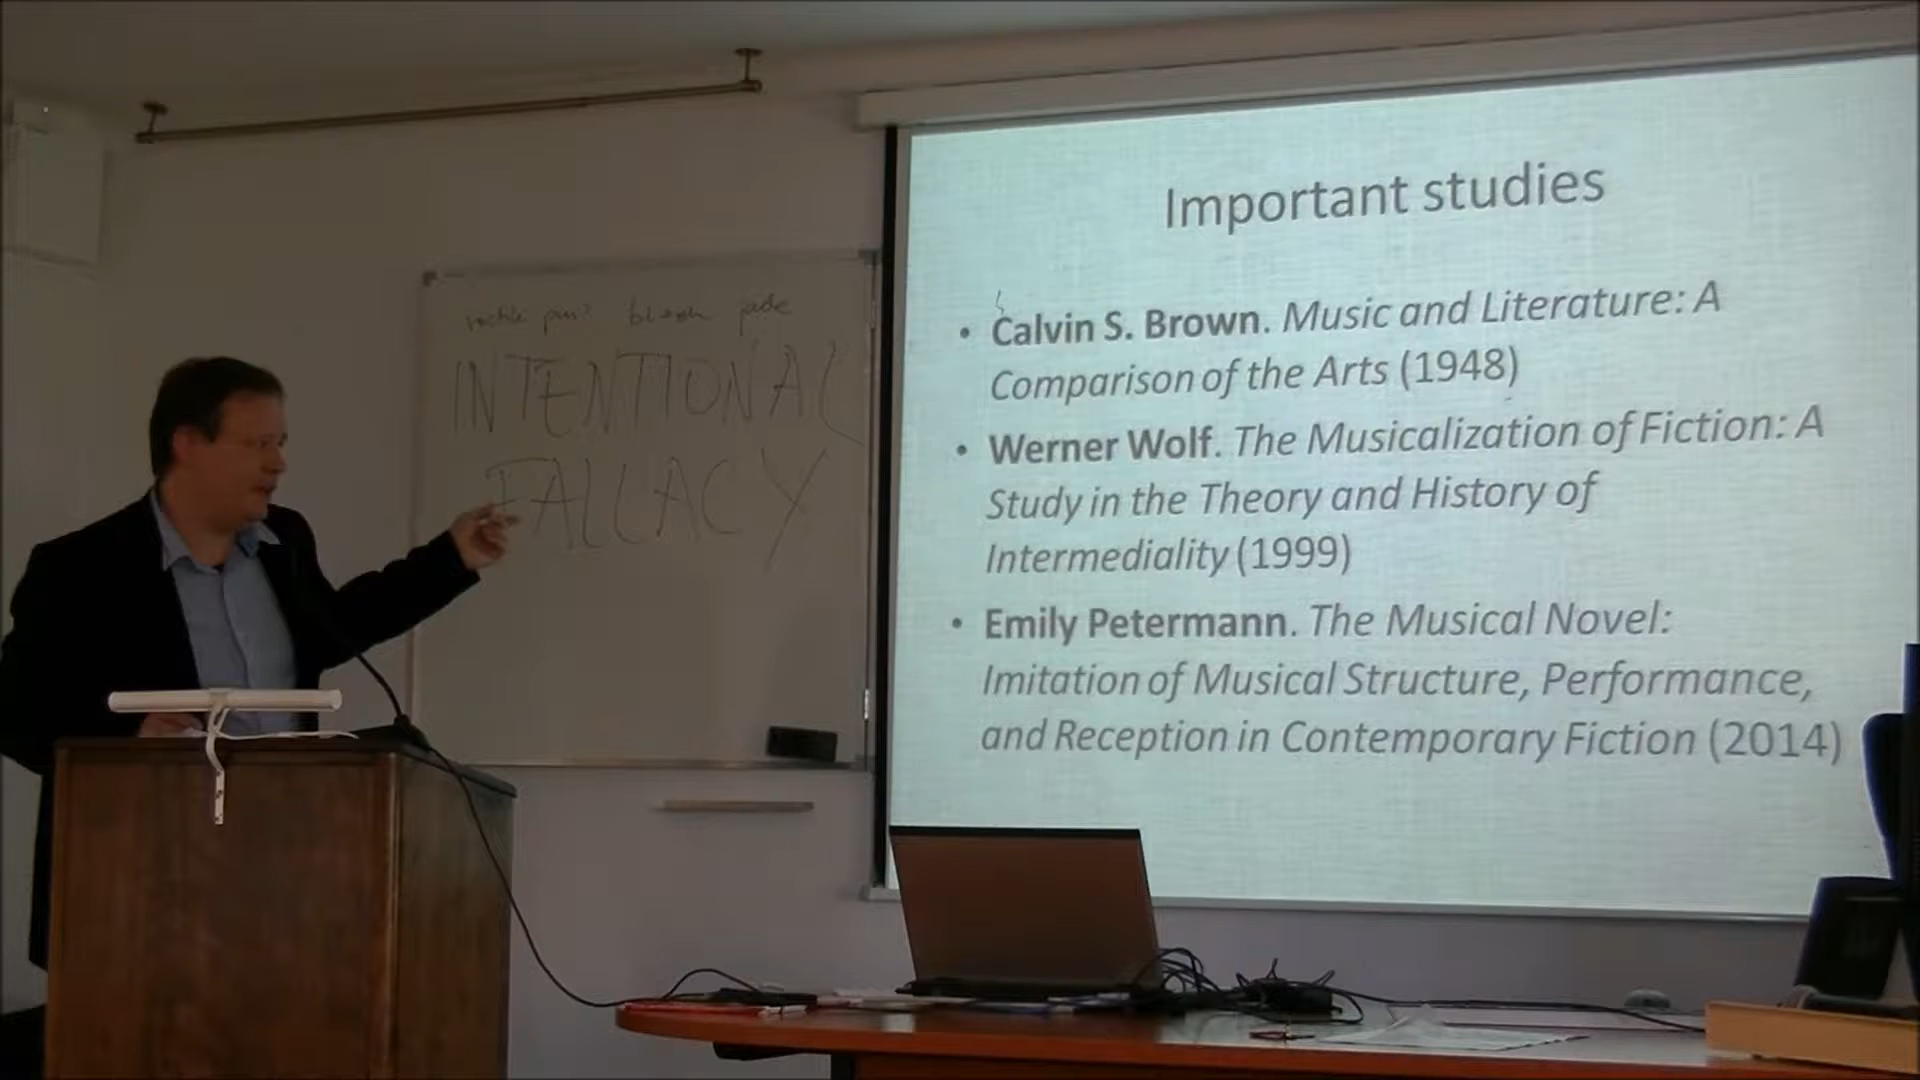 INTENTIONAL
FALLACY
Important studies
• Calvin S. Brown. Music and Literature: A
Comparison of the Arts (1948)
• Werner Wolf. The Musicalization of Fiction: A
Study in the Theory and History of
Intermediality (1999)
• Emily Petermann. The Musical Novel:
Imitation of Musical Structure, Performance,
and Reception in Contemporary Fiction (2014)